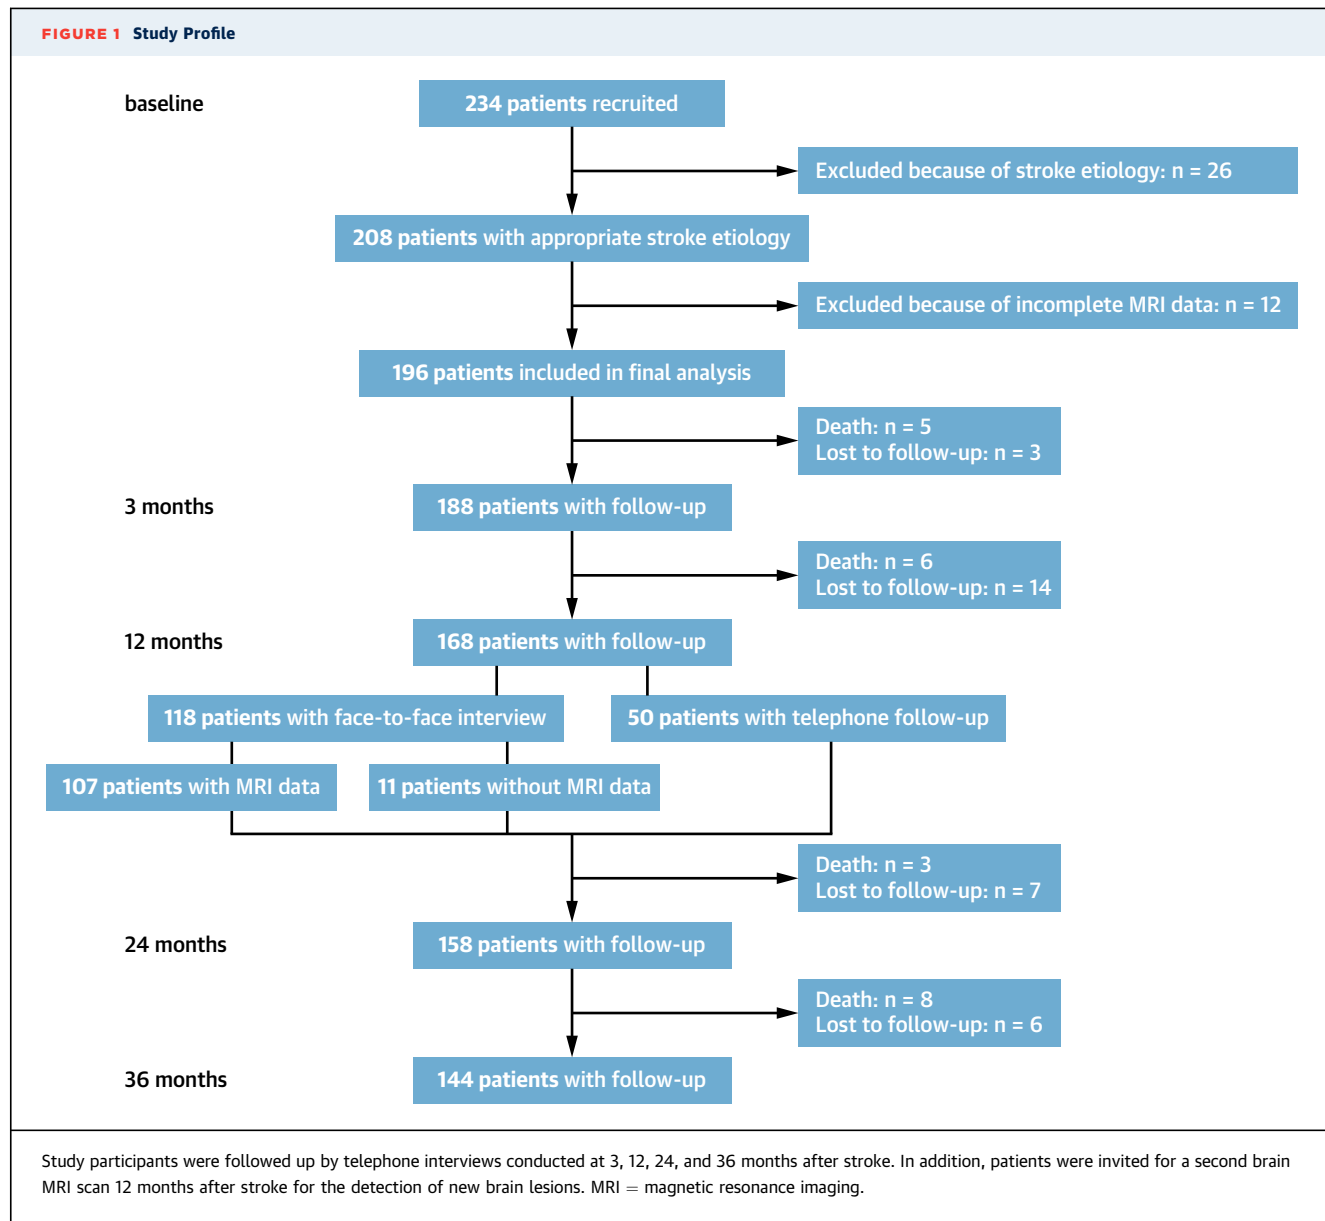 FIGURE 1 Study Profile
baseline
234 patients recruited
Excluded because of stroke etiology: n = 26
208 patients with appropriate stroke etiology
Excluded because of incomplete MRI data: n = 12
196 patients included in final analysis
Death: n = 5
Lost to follow-up: n = 3
3 months
188 patients with follow-up
Death: n = 6
Lost to follow-up: n = 14
12 months
168 patients with follow-up
118 patients with face-to-face interview
50 patients with telephone follow-up
107 patients with MRI data
11 patients without MRI data
Death: n = 3
Lost to follow-up: n = 7
24 months
158 patients with follow-up
Death: n = 8
Lost to follow-up: n = 6
36 months
144 patients with follow-up
Study participants were followed up by telephone interviews conducted at 3, 12, 24, and 36 months after stroke. In addition, patients were invited for a second brain
MRI scan 12 months after stroke for the detection of new brain lesions. MRI = magnetic resonance imaging.